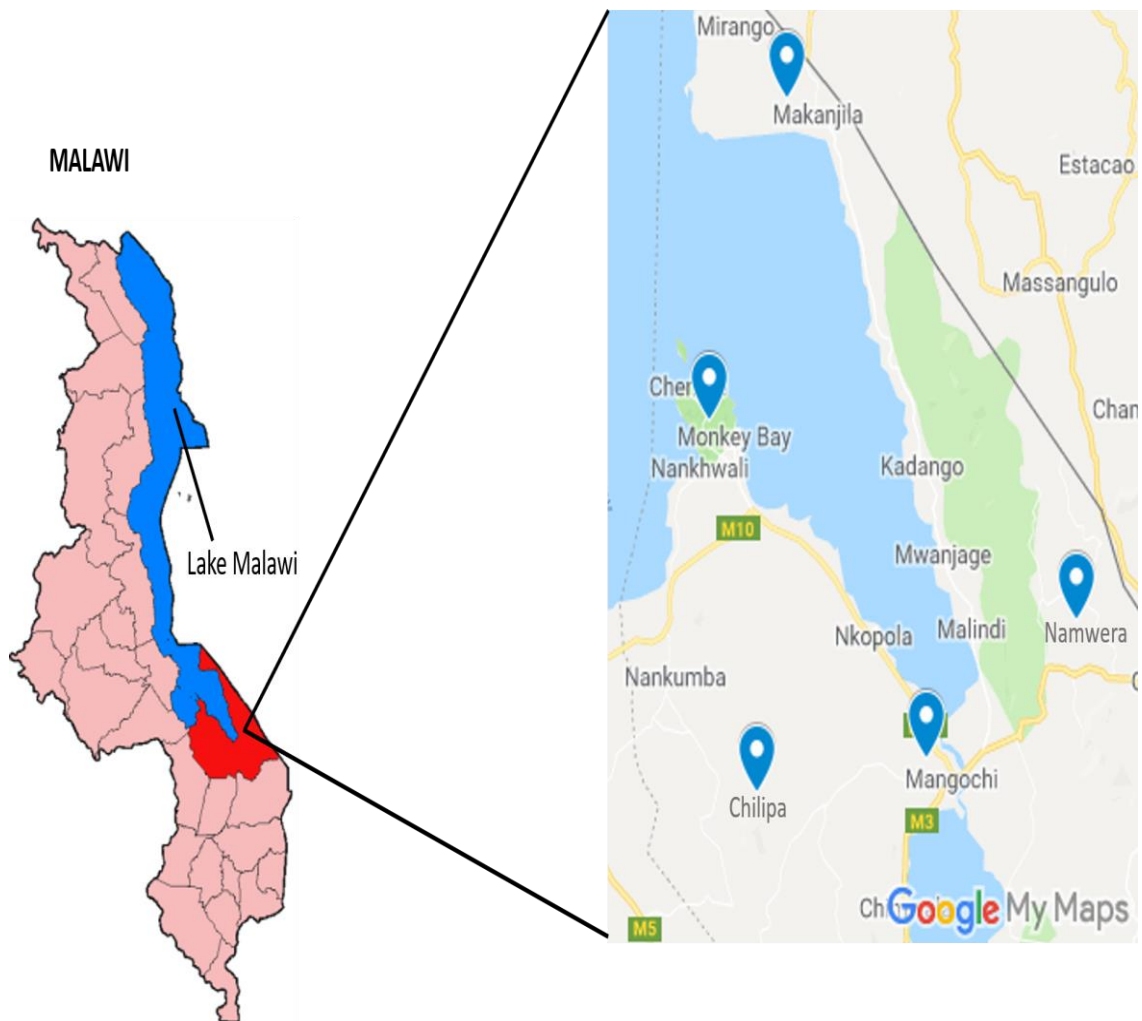 MALAWI
Lake Malawi
Mirango
Makanjila
Estacao
Massangulo
Monkey Bay
Nankhwali
Kadango
M10
Mwanjage
Nkopola
Malindi
Namwera
Nankumba
Mangochi
Chilipa
M3
M5
Google My Maps